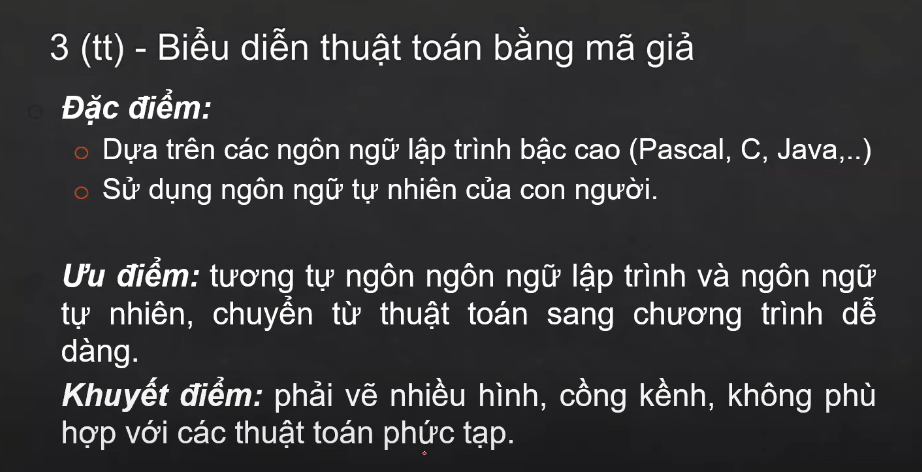 3 (tt) - Biểu diễn thuật toán bằng mã giả
Đặc điểm:
Dựa trên các ngôn ngữ lập trình bậc cao (Pascal, C, Java,..)
Sử dụng ngôn ngữ tự nhiên của con người.
Ưu điểm: tương tự ngôn ngôn ngữ lập trình và ngôn ngữ
tự nhiên, chuyển từ thuật toán sang chương trình dễ
dàng.
Khuyết điểm: phải vẽ nhiều hình, cồng kềnh, không phù
hợp với các thuật toán phức tạp.